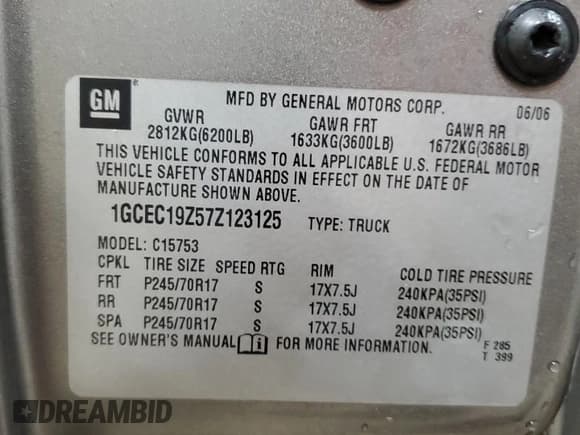 GM
MFD BY GENERAL MOTORS CORP. 06/06
GVWR GAWR FRT GAWR RR
2812KG(6200LB) 1633KG(3600LB) 1672KG(3686LB)
THIS VEHICLE CONFORMS TO ALL APPLICABLE U.S. FEDERAL MOTOR
VEHICLE SAFETY STANDARDS IN EFFECT ON THE DATE OF
MANUFACTURE SHOWN ABOVE.
1GCEC19Z57Z123125 TYPE: TRUCK
MODEL: C15753
CPKL TIRE SIZE SPEED RTG RIM COLD TIRE PRESSURE
FRT P245/70R17 S 17X7.5J 240KPA(35PSI)
RR P245/70R17 S 17X7.5J 240KPA(35PSI)
SPA P245/70R17 S 17X7.5J 240KPA(35PSI)
SEE OWNER'S MANUAL FOR MORE INFORMATION. F 285
T 399
DREAMBID